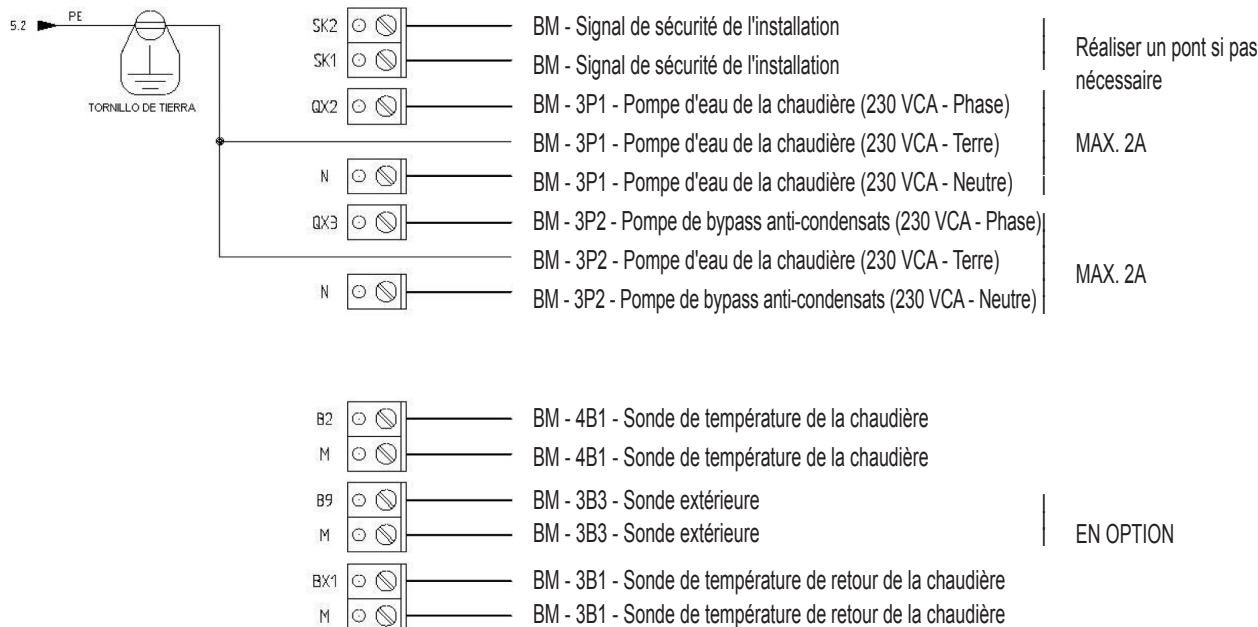 5.2 PE
TORNILLO DE TIERRA
SK2 BM - Signal de sécurité de l'installation
SK1 BM - Signal de sécurité de l'installation
Réaliser un pont si pas
nécessaire
QX2 BM - 3P1 - Pompe d'eau de la chaudière (230 VCA - Phase)
BM - 3P1 - Pompe d'eau de la chaudière (230 VCA - Terre)
MAX. 2A
N BM - 3P1 - Pompe d'eau de la chaudière (230 VCA - Neutre)
QX3 BM - 3P2 - Pompe de bypass anti-condensats (230 VCA - Phase)
BM - 3P2 - Pompe d'eau de la chaudière (230 VCA - Terre)
MAX. 2A
N BM - 3P2 - Pompe de bypass anti-condensats (230 VCA - Neutre)
B2 BM - 4B1 - Sonde de température de la chaudière
M BM - 4B1 - Sonde de température de la chaudière
B9 BM - 3B3 - Sonde extérieure
M BM - 3B3 - Sonde extérieure
EN OPTION
BX1 BM - 3B1 - Sonde de température de retour de la chaudière
M BM - 3B1 - Sonde de température de retour de la chaudière